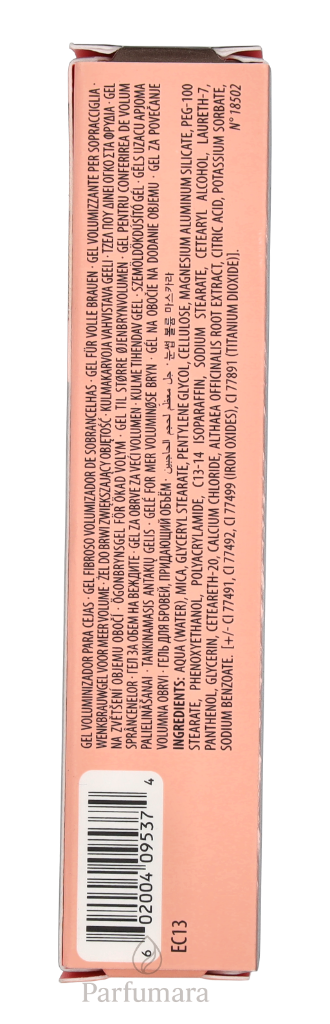 GEL VOLUMINIZADOR PARA CEJAS · GEL FIBROSO VOLUMIZADOR DE SOBRANCELHAS · GEL FÜR VOLLE BRAUEN · GEL VOLUMIZZANTE PER SOPRACCIGLIA ·
WENKBRAUWGEL VOOR MEER VOLUME · ŻEL DO BRWI ZWIĘKSZAJĄCY OBJĘTOŚĆ · KULMAKARVOJA VAHVISTAVA GEELI · ΤΖΕΛ ΠΟΥ ΔΙΝΕΙ ΟΓΚΟ ΣΤΑ ΦΡΥΔΙΑ · GEL
NA ZVĚTŠENÍ OBJEMU OBOČÍ · ÖGONBRYNSGEL FÖR ÖKAD VOLYM · GEL TIL STØRRE ØJENBRYNVOLUMEN · GEL PENTRU CONFERIREA DE VOLUM
SPRÂNCENELOR · ГЕЛ ЗА ОБЕМ НА ВЕЖДИТЕ · GEL ZA OBRVE ZA VEĆI VOLUMEN · KULME TIHENDAV GEEL · SZEMÖLDÖKDÚSÍTÓ GÉL · GĒLS UZACU APJOMA
PALIELINĀŠANAI · TANKINAMASIS ANTAKIŲ GELIS · GELÉ FOR MER VOLUMINØSE BRYN · GÉL NA OBOČIE NA DODANIE OBJEMU · GEL ZA POVEČANJE
VOLUMNA OBRVI · ГЕЛЬ ДЛЯ БРОВЕЙ, ПРИДАЮЩИЙ ОБЪЁМ · جل معظم لحجم الحاجبين · 눈썹 볼륨 마스카라
INGREDIENTS: AQUA (WATER), MICA, GLYCERYL STEARATE, PENTYLENE GLYCOL, CELLULOSE, MAGNESIUM ALUMINUM SILICATE, PEG-100
STEARATE, PHENOXYETHANOL, POLYACRYLAMIDE, C13-14 ISOPARAFFIN, SODIUM STEARATE, CETEARYL ALCOHOL, LAURETH-7,
PANTHENOL, GLYCERIN, CETEARETH-20, CALCIUM CHLORIDE, ALTHAEA OFFICINALIS ROOT EXTRACT, CITRIC ACID, POTASSIUM SORBATE,
SODIUM BENZOATE. [+/- CI 77491, CI 77492, CI 77499 (IRON OXIDES), CI 77891 (TITANIUM DIOXIDE)].
N° 18502
6 02004 09537 4
EC13
Parfumara